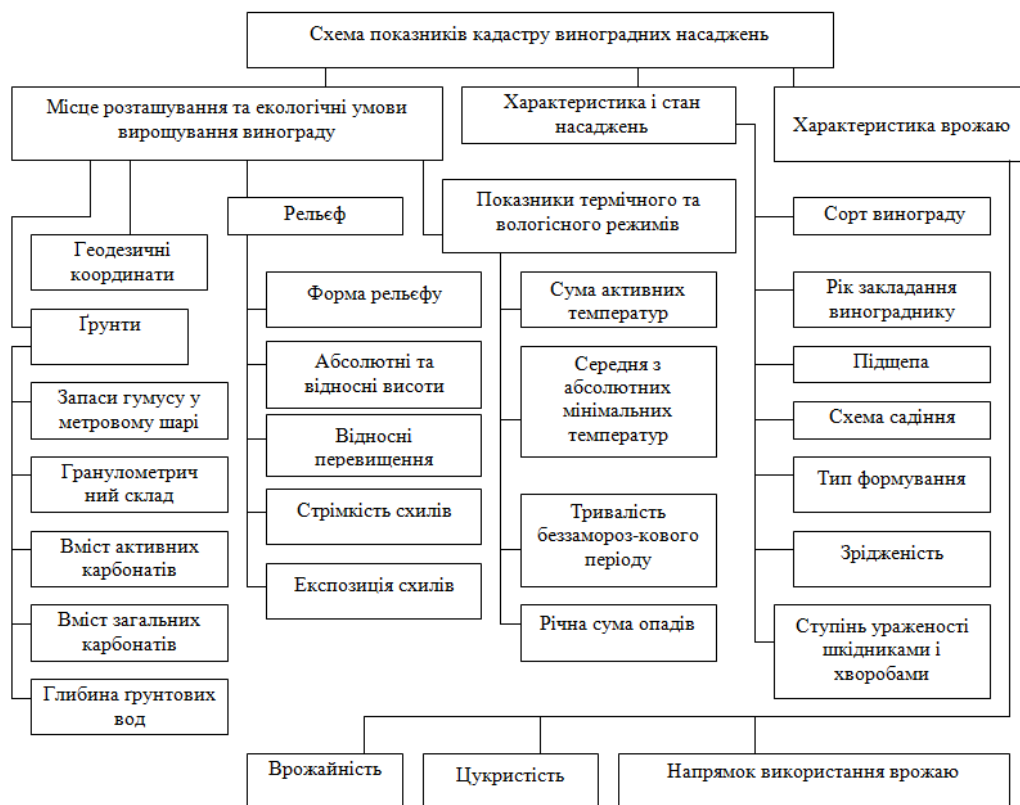 Схема показників кадастру виноградних насаджень
Місце розташування та екологічні умови
вирощування винограду
Характеристика і стан
насаджень
Характеристика врожаю
Рельєф
Показники термічного та
вологісного режимів
Сорт винограду
Геодезичні
координати
Форма рельєфу
Сума активних
температур
Рік закладання
винограднику
Ґрунти
Абсолютні та
відносні висоти
Середня з
абсолютних
мінімальних
температур
Підщепа
Запаси гумусу у
метровому шарі
Відносні
перевищення
Схема садіння
Гранулометрич
ний склад
Стрімкість схилів
Тривалість
беззамороз-кового
періоду
Тип формування
Вміст активних
карбонатів
Експозиція схилів
Зрідженість
Вміст загальних
карбонатів
Річна сума опадів
Ступінь ураженості
шкідниками і
хворобами
Глибина ґрунтових
вод
Врожайність
Цукристість
Напрямок використання врожаю